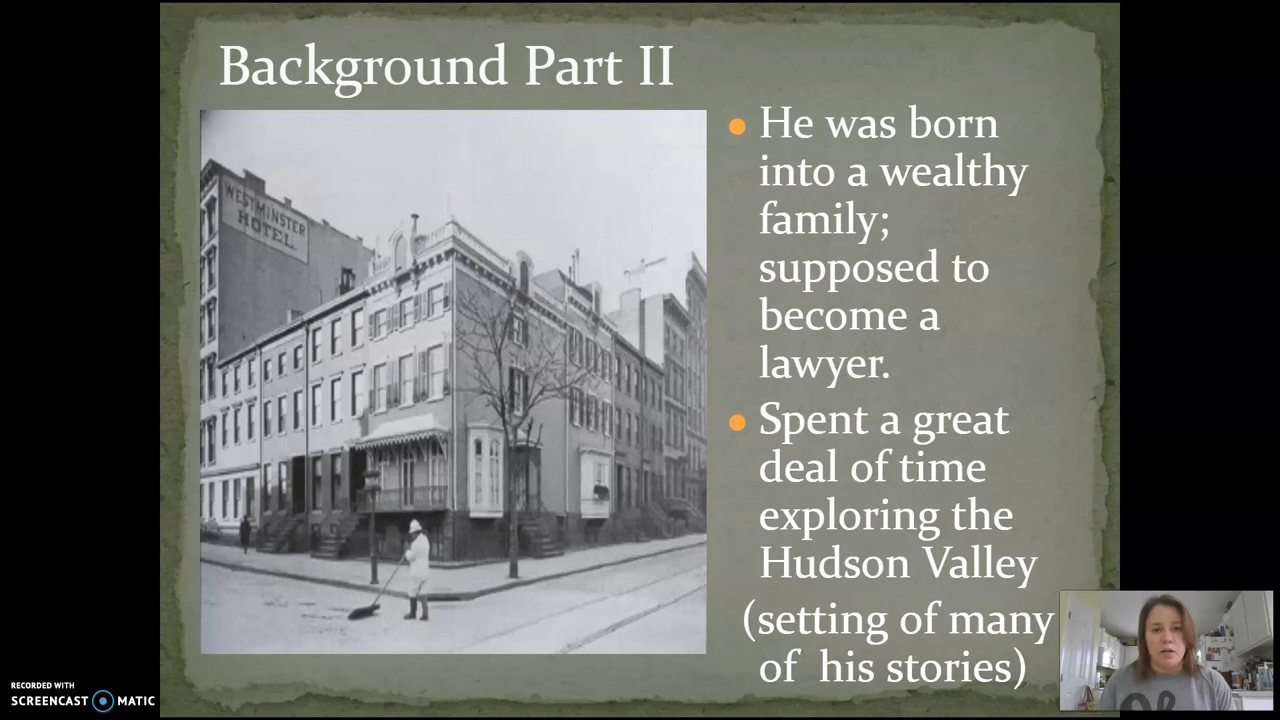 Background Part II
WESTMINSTER
HOTEL.
He was born
into a wealthy
family;
supposed to
become a
lawyer.
Spent a great
deal of time
exploring the
Hudson Valley
(setting of many
of his stories)
RECORDED WITH
SCREENCAST MATIC